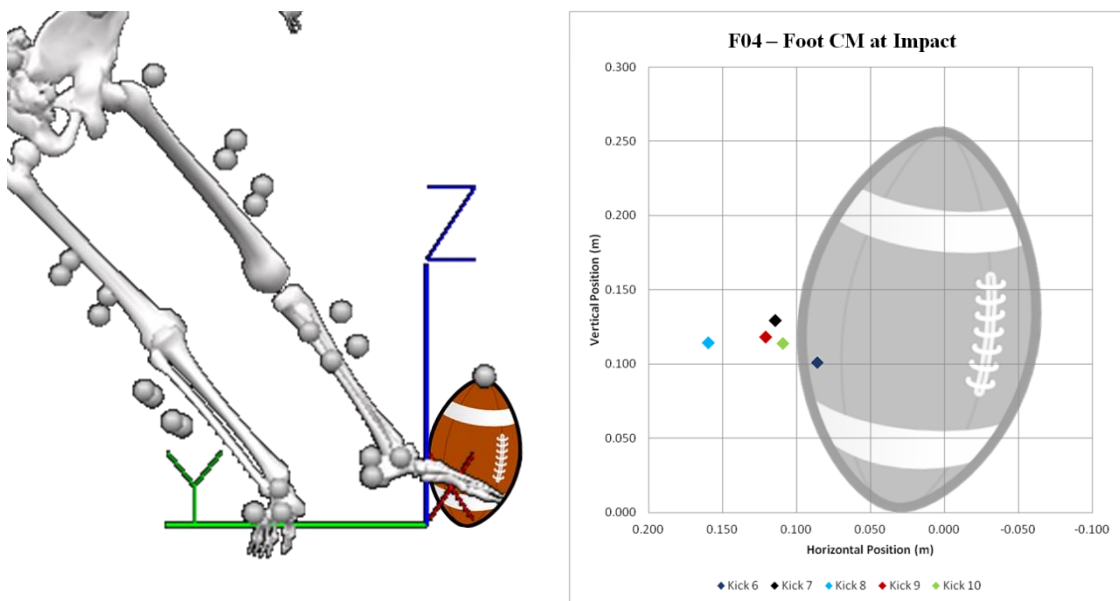 Z
Y
X
F04 – Foot CM at Impact
0.300
0.250
0.200
0.150
0.100
0.050
0.000
Vertical Position (m)
0.200 0.150 0.100 0.050 0.000 -0.050 -0.100
Horizontal Position (m)
Kick 6 Kick 7 Kick 8 Kick 9 Kick 10